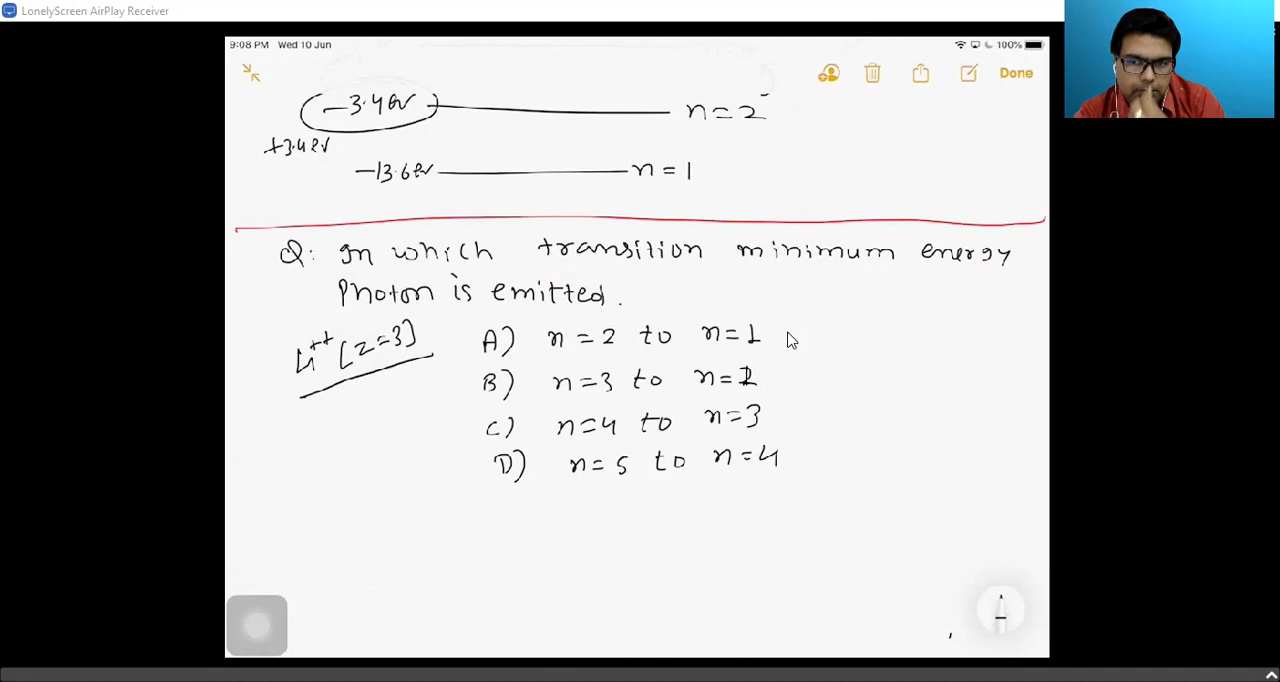 LonelyScreen AirPlay Receiver
9:08 PM Wed 10 Jun
100%
Done
-3.4eV n=2
+3.4eV
-13.6eV n=1
Q: In which transition minimum energy
Photon is emitted.
Li++ [Z=3]
A) n=2 to n=1
B) n=3 to n=2
C) n=4 to n=3
D) n=5 to n=4